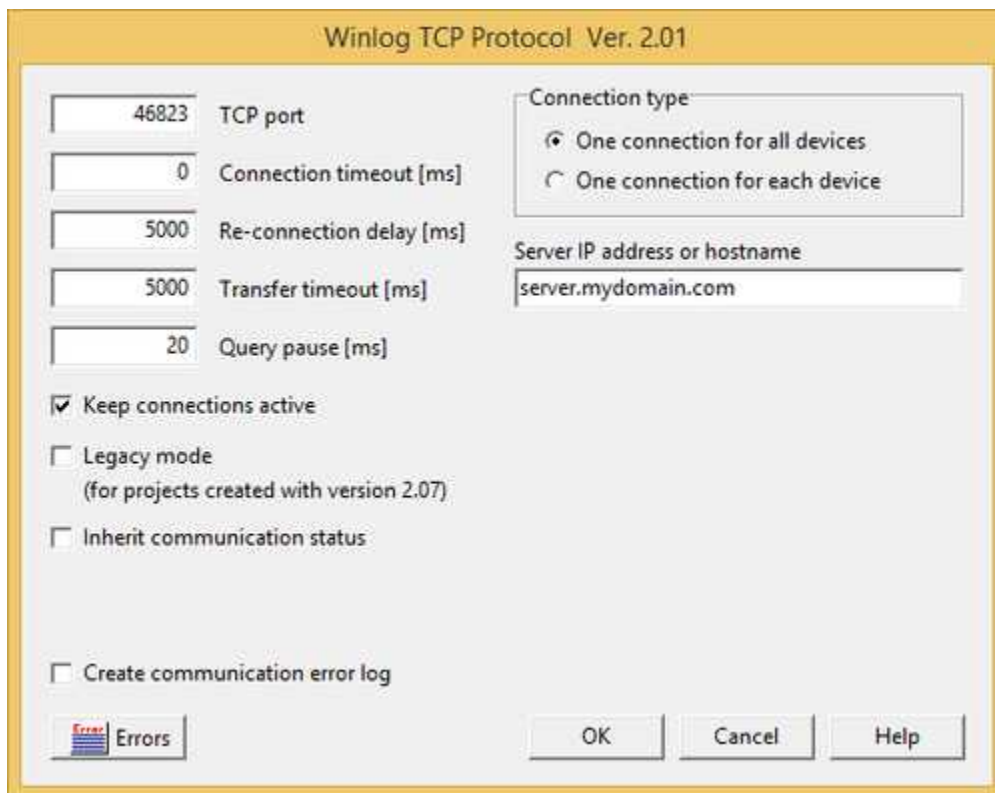 Winlog TCP Protocol Ver. 2.01
46823 TCP port
0 Connection timeout [ms]
5000 Re-connection delay [ms]
5000 Transfer timeout [ms]
20 Query pause [ms]
Keep connections active
Legacy mode
(for projects created with version 2.07)
Inherit communication status
Create communication error log
Connection type
One connection for all devices
One connection for each device
Server IP address or hostname
server.mydomain.com
Error
Errors
OK
Cancel
Help